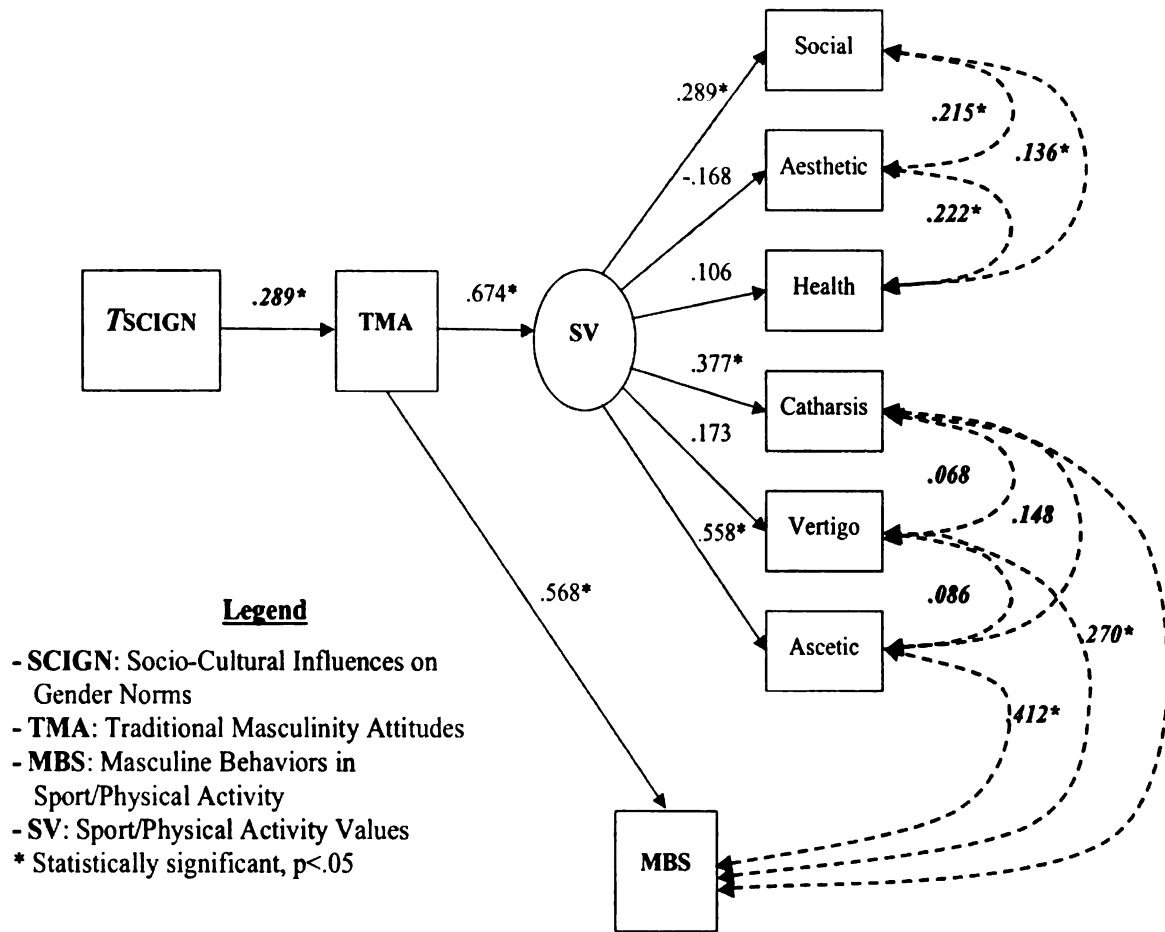 Social
.289*
.215*
.136*
Aesthetic
-.168
.222*
Health
.106
TSCIGN
.289*
TMA
.674*
SV
.377*
Catharsis
.173
.068
.148
Vertigo
.558*
.086
.568*
Ascetic
.270*
.412*
MBS
Legend
- SCIGN: Socio-Cultural Influences on
Gender Norms
- TMA: Traditional Masculinity Attitudes
- MBS: Masculine Behaviors in
Sport/Physical Activity
- SV: Sport/Physical Activity Values
* Statistically significant, p<.05